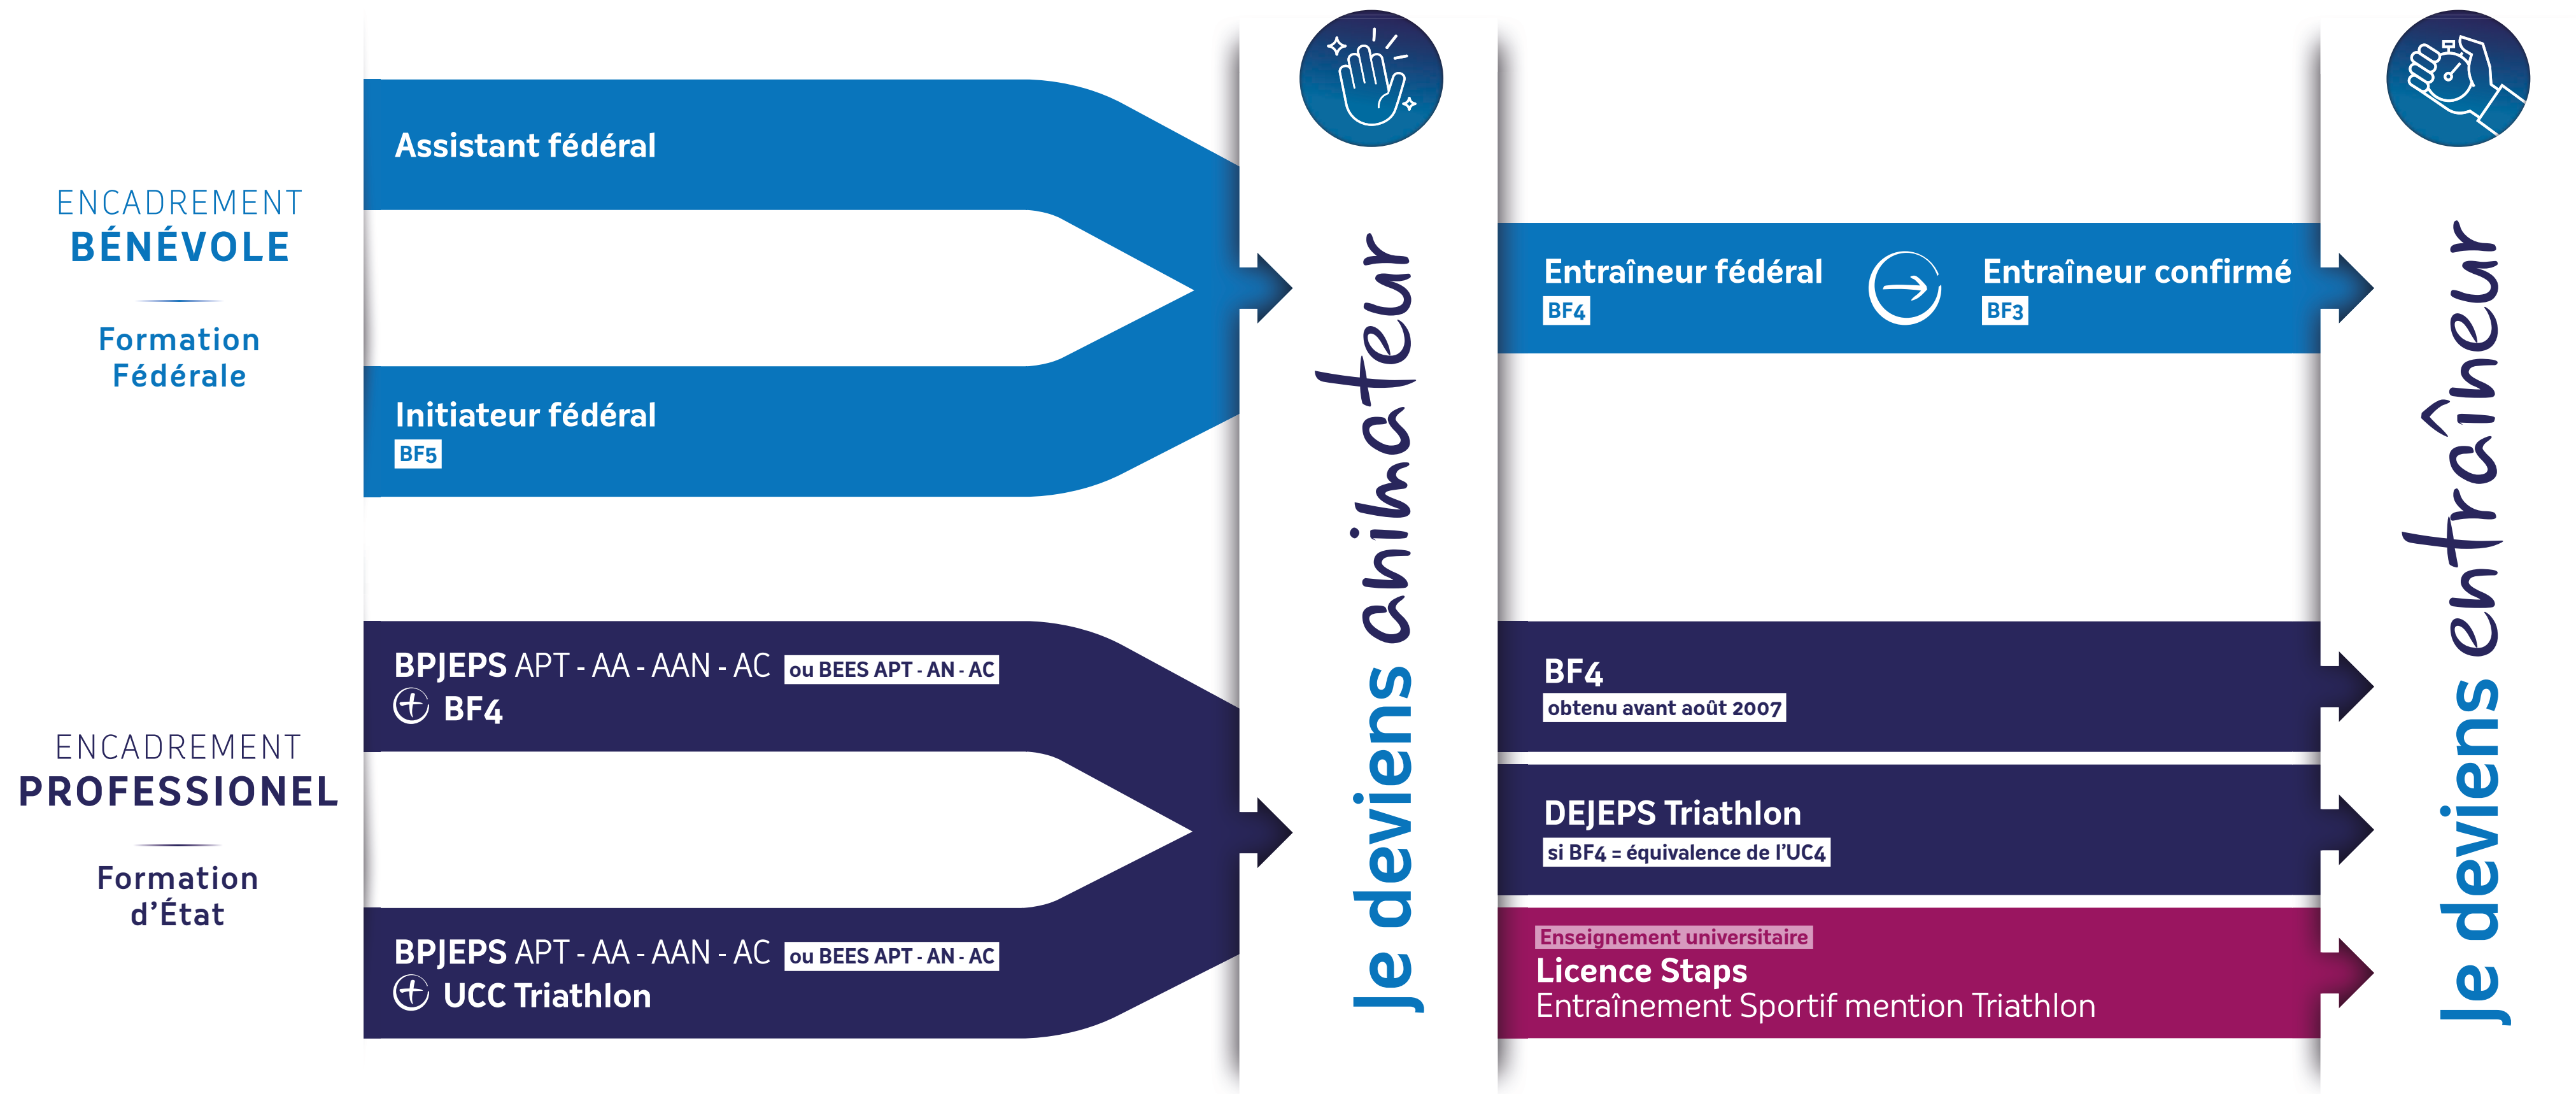 ENCADREMENT
BÉNÉVOLE
Formation
Fédérale
Assistant fédéral
Initiateur fédéral
BF5
ENCADREMENT
PROFESSIONEL
Formation
d'État
BPJEPS APT - AA - AAN - AC ou BEES APT - AN - AC
+ BF4
BPJEPS APT - AA - AAN - AC ou BEES APT - AN - AC
+ UCC Triathlon
Je deviens animateur
Entraîneur fédéral
BF4
Entraîneur confirmé
BF3
BF4
obtenu avant août 2007
DEJEPS Triathlon
si BF4 = équivalence de l'UC4
Enseignement universitaire
Licence Staps
Entraînement Sportif mention Triathlon
Je deviens entraîneur